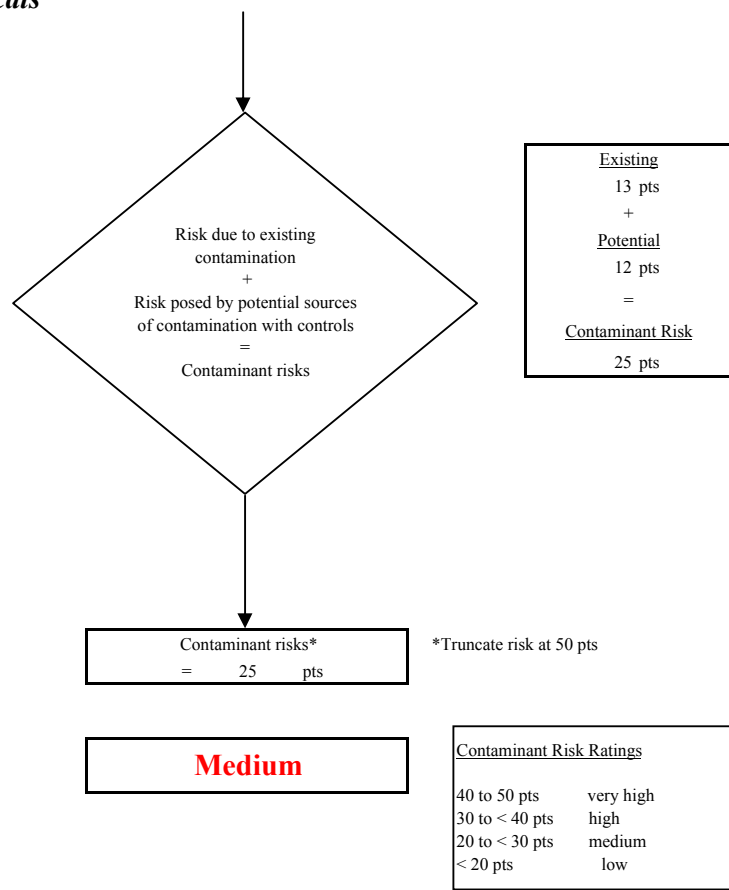 Risk due to existing
contamination
+
Risk posed by potential sources
of contamination with controls
=
Contaminant risks
Existing
13 pts
+
Potential
12 pts
=
Contaminant Risk
25 pts
Contaminant risks*
= 25 pts
*Truncate risk at 50 pts
Medium
Contaminant Risk Ratings
40 to 50 pts very high
30 to < 40 pts high
20 to < 30 pts medium
< 20 pts low